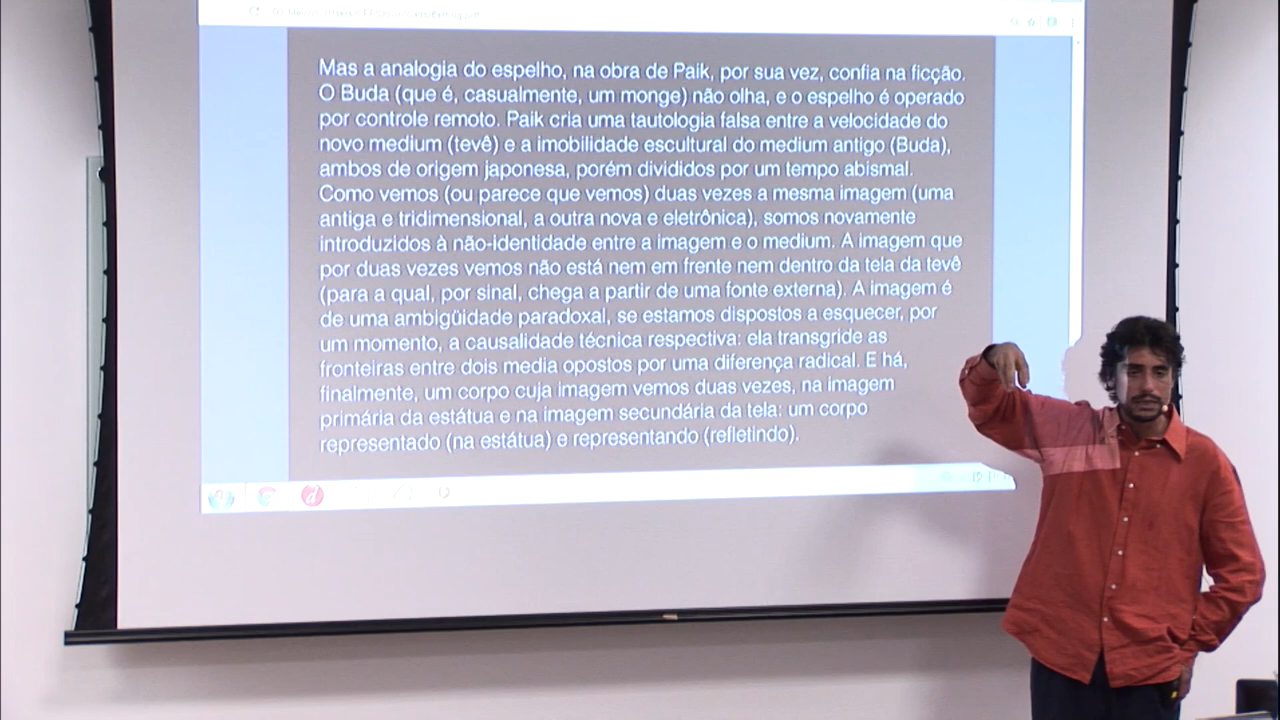 Mas a analogia do espelho, na obra de Paik, por sua vez, confia na ficção.
O Buda (que é, casualmente, um monge) não olha, e o espelho é operado
por controle remoto. Paik cria uma tautologia falsa entre a velocidade do
novo medium (tevê) e a imobilidade escultural do medium antigo (Buda),
ambos de origem japonesa, porém divididos por um tempo abismal.
Como vemos (ou parece que vemos) duas vezes a mesma imagem (uma
antiga e tridimensional, a outra nova e eletrônica), somos novamente
introduzidos à não-identidade entre a imagem e o medium. A imagem que
por duas vezes vemos não está nem em frente nem dentro da tela da tevê
(para a qual, por sinal, chega a partir de uma fonte externa). A imagem é
de uma ambigüidade paradoxal, se estamos dispostos a esquecer, por
um momento, a causalidade técnica respectiva: ela transgride as
fronteiras entre dois media opostos por uma diferença radical. E há,
finalmente, um corpo cuja imagem vemos duas vezes, na imagem
primária da estátua e na imagem secundária da tela: um corpo
representado (na estátua) e representando (refletindo).
d